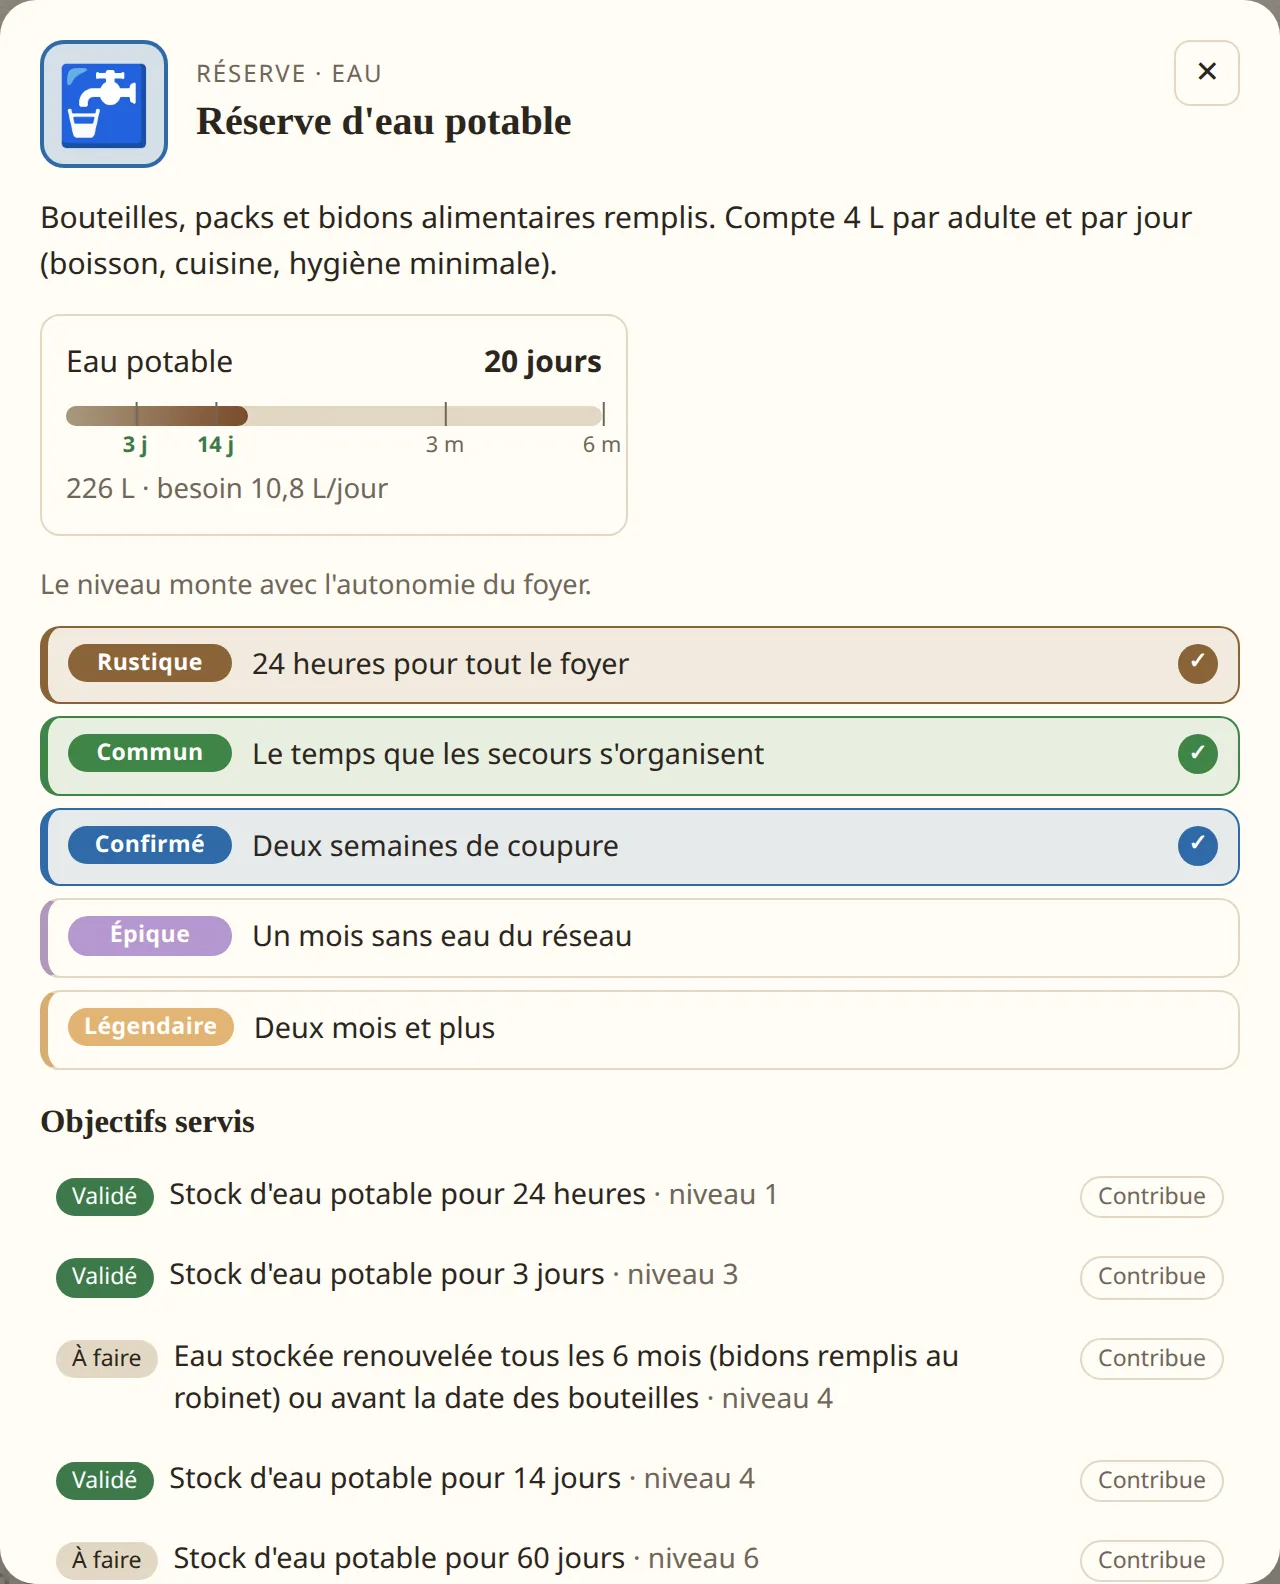 RÉSERVE · EAU
Réserve d'eau potable
✕
Bouteilles, packs et bidons alimentaires remplis. Compte 4 L par adulte et par jour
(boisson, cuisine, hygiène minimale).
Eau potable 20 jours
3 j 14 j 3 m 6 m
226 L · besoin 10,8 L/jour
Le niveau monte avec l'autonomie du foyer.
Rustique 24 heures pour tout le foyer ✓
Commun Le temps que les secours s'organisent ✓
Confirmé Deux semaines de coupure ✓
Épique Un mois sans eau du réseau
Légendaire Deux mois et plus
Objectifs servis
Validé Stock d'eau potable pour 24 heures · niveau 1 Contribue
Validé Stock d'eau potable pour 3 jours · niveau 3 Contribue
À faire Eau stockée renouvelée tous les 6 mois (bidons remplis au Contribue
robinet) ou avant la date des bouteilles · niveau 4
Validé Stock d'eau potable pour 14 jours · niveau 4 Contribue
À faire Stock d'eau potable pour 60 jours · niveau 6 Contribue